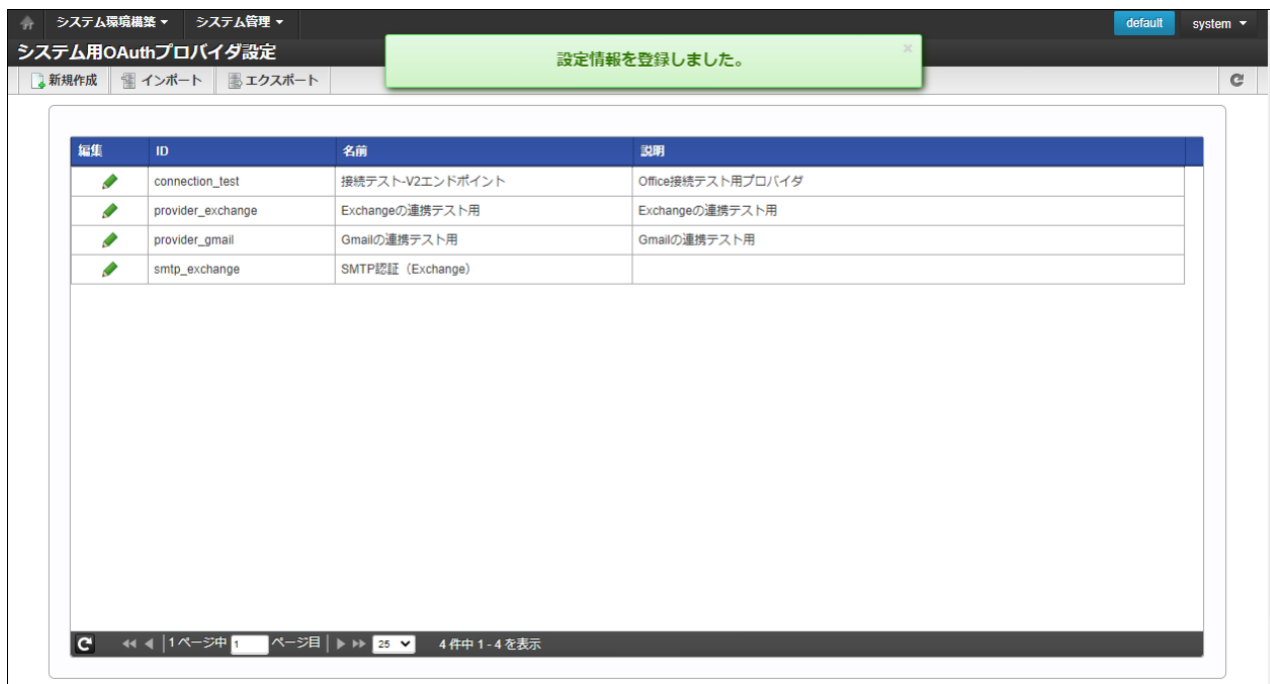 システム環境構築 システム管理 default system
システム用OAuthプロバイダ設定
設定情報を登録しました。 ×
新規作成 インポート エクスポート
編集 ID 名前 説明
connection_test 接続テスト-V2エンドポイント Office接続テスト用プロバイダ
provider_exchange Exchangeの連携テスト用 Exchangeの連携テスト用
provider_gmail Gmailの連携テスト用 Gmailの連携テスト用
smtp_exchange SMTP認証（Exchange）
1 ページ中 1 ページ目 25 4 件中 1 - 4 を表示